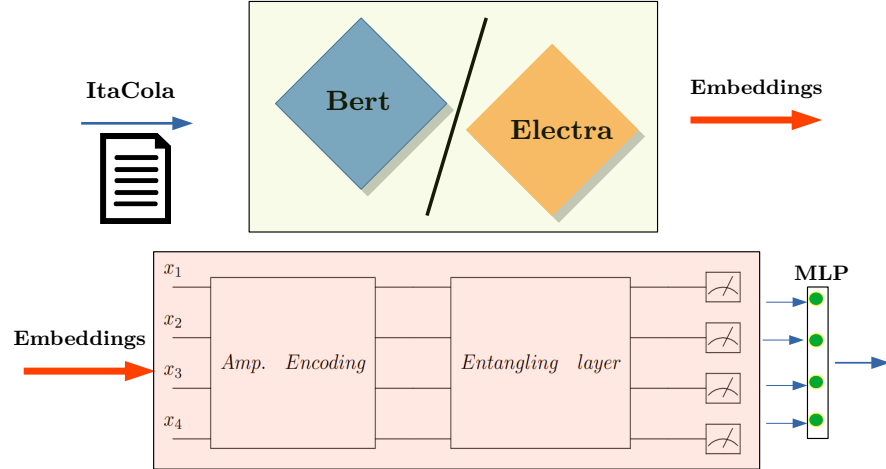 ItaCola
Bert
Electra
Embeddings
Embeddings
x1
x2
x3
x4
Amp. Encoding
Entangling layer
MLP